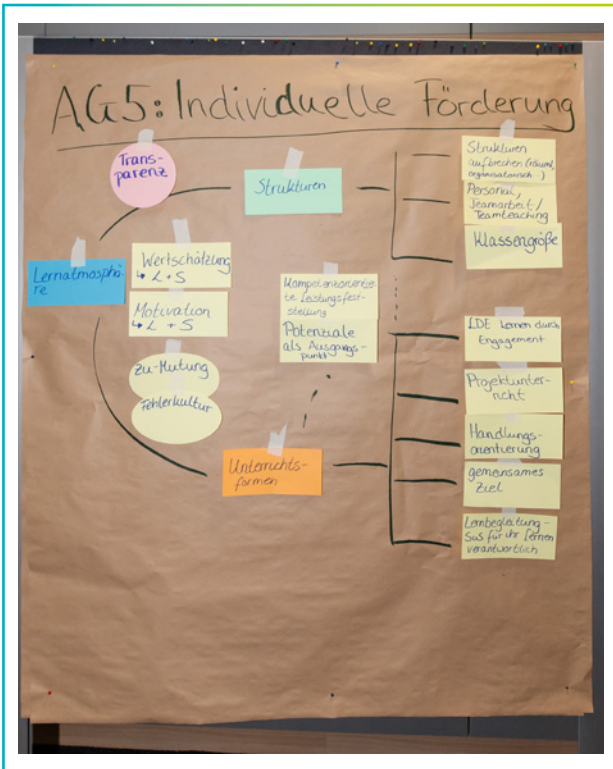 AG5: Individuelle Förderung
Trans-
parenz
Strukturen
Strukturen
aufbrechen (räuml,
organisatorisch...)
Personal,
Teamarbeit/
Teamteaching
Klassengröße
Lernatmosphä-
re
Wertschätzung
↳ L + S
Motivation
↳ L + S
Zu-Mutung
Fehlerkultur
Kompetenzorientier-
te Leistungsfest-
stellung
Potenziale
als Ausgangs-
punkt
Unterrichts-
formen
LDE Lernen durch
Engagement
Projektunter-
richt
Handlungs-
orientierung
gemeinsames
Ziel
Lernbegleitung-
SuS für ihr Lernen
verantwortlich